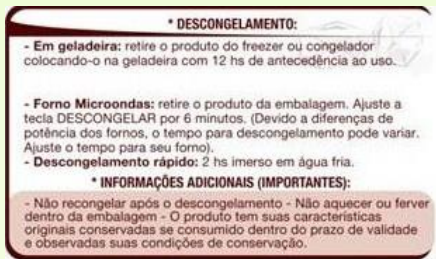 * DESCONGELAMENTO:
- Em geladeira: retire o produto do freezer ou congelador
colocando-o na geladeira com 12 hs de antecedência ao uso.
- Forno Microondas: retire o produto da embalagem. Ajuste a
tecla DESCONGELAR por 6 minutos. (Devido a diferenças de
potência dos fornos, o tempo para descongelamento pode variar.
Ajuste o tempo para seu forno).
- Descongelamento rápido: 2 hs imerso em água fria.
* INFORMAÇÕES ADICIONAIS (IMPORTANTES):
- Não recongelar após o descongelamento - Não aquecer ou ferver
dentro da embalagem - O produto tem suas características
originais conservadas se consumido dentro do prazo de validade
e observadas suas condições de conservação.